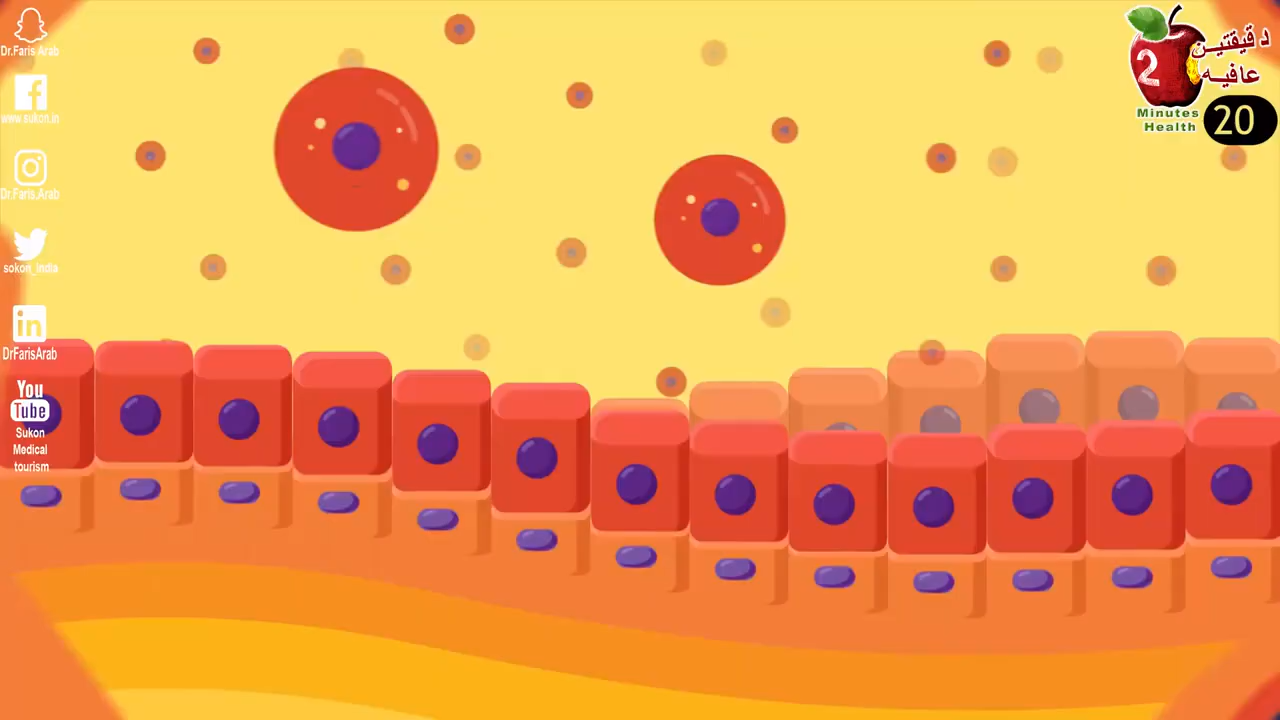 Dr.Faris Arab
www.sukon.in
Dr.Faris.Arab
sokon_india
in
DrFarisArab
You
Tube
Sukon
Medical
tourism
دقيقتين
عافيه
2
Minutes
Health
20